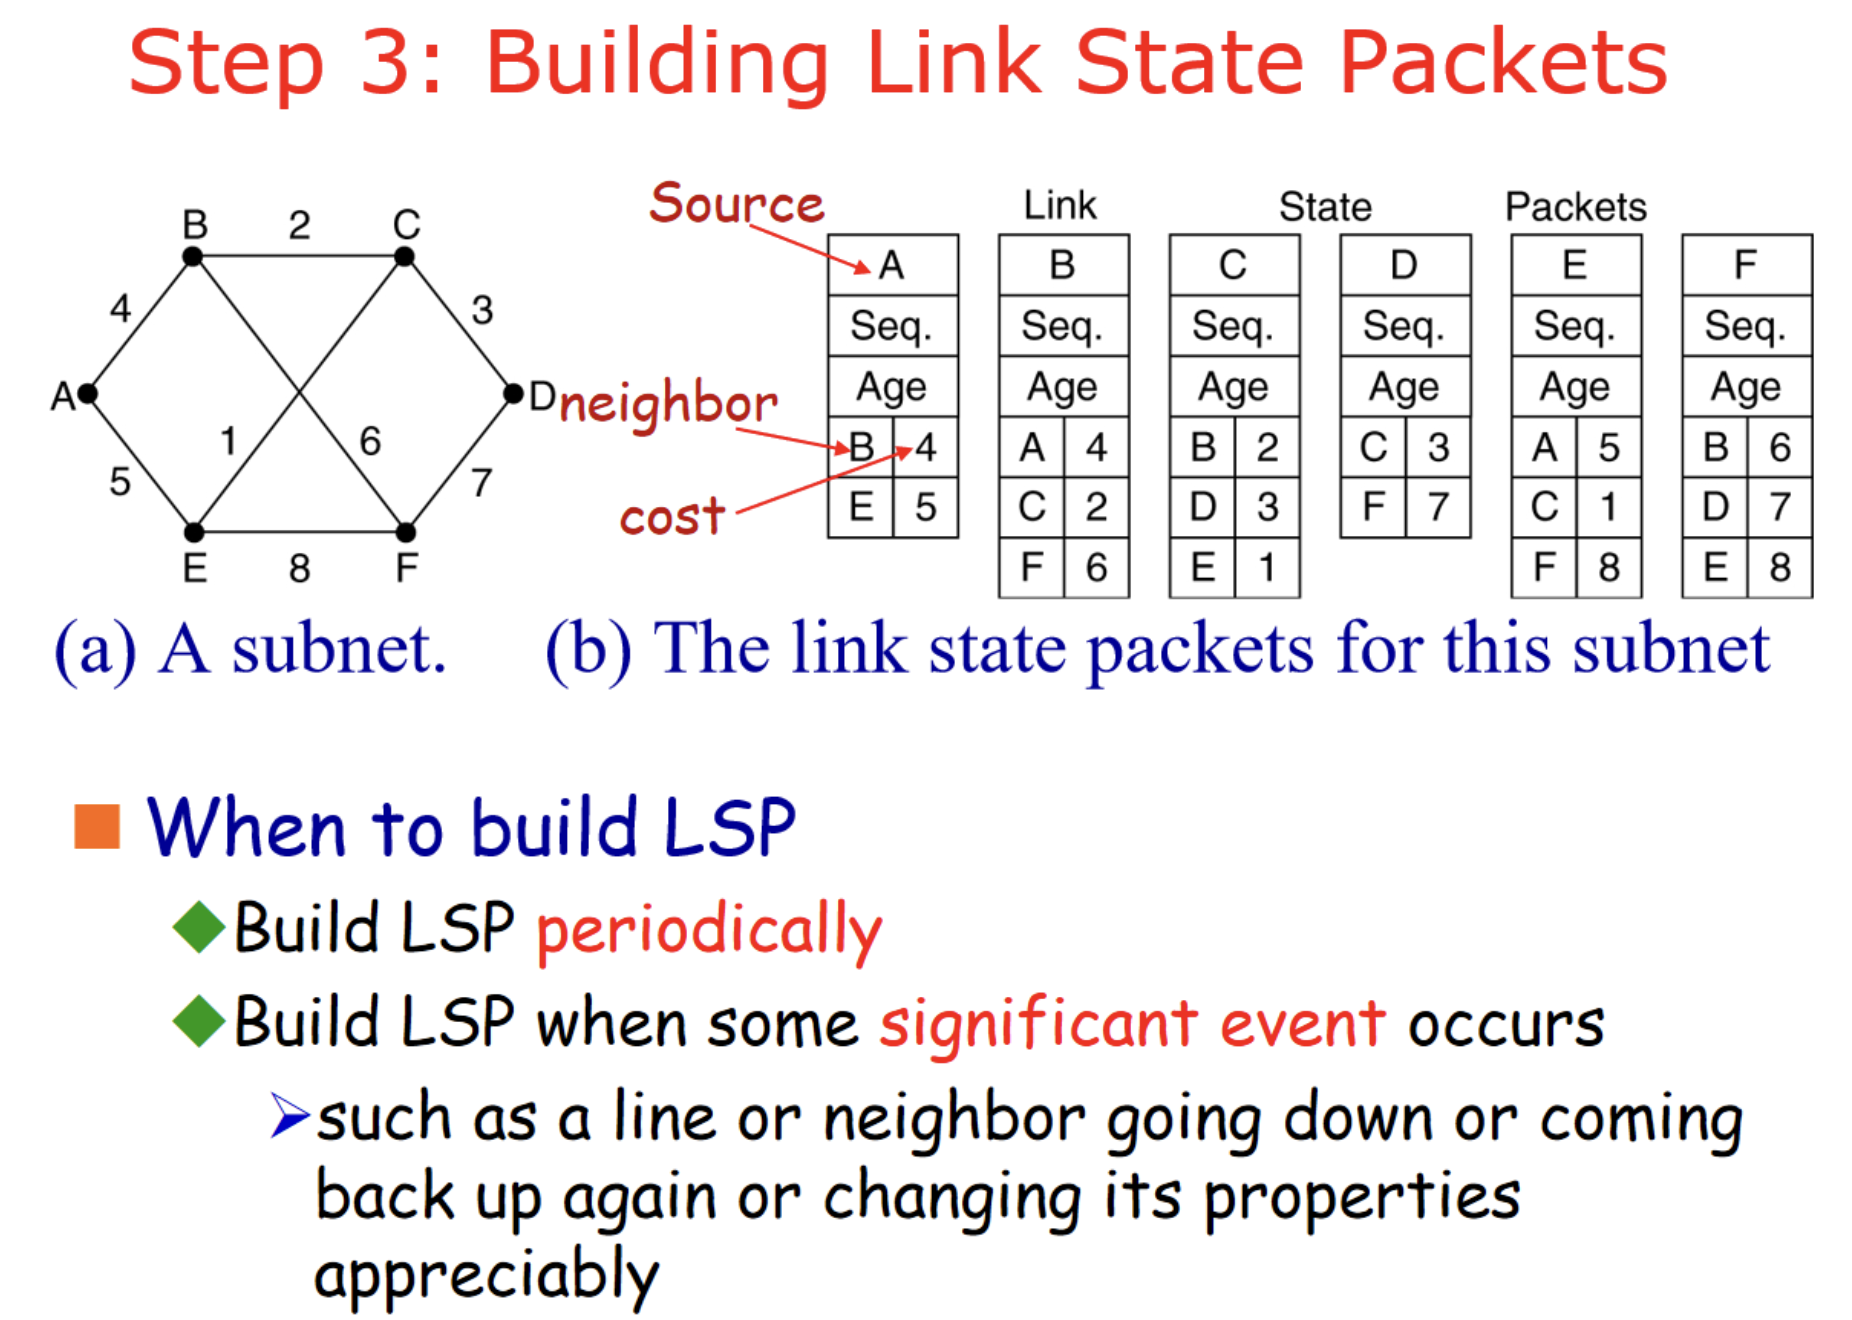 Step 3: Building Link State Packets
B 2 C
4 3
A D
1 6
5 7
E 8 F
Source
neighbor
cost
Link State Packets
A B C D E F
Seq. Seq. Seq. Seq. Seq. Seq.
Age Age Age Age Age Age
B 4 A 4 B 2 C 3 A 5 B 6
E 5 C 2 D 3 F 7 C 1 D 7
F 6 E 1 F 8 E 8
(a) A subnet. (b) The link state packets for this subnet
When to build LSP
Build LSP periodically
Build LSP when some significant event occurs
such as a line or neighbor going down or coming
back up again or changing its properties
appreciably